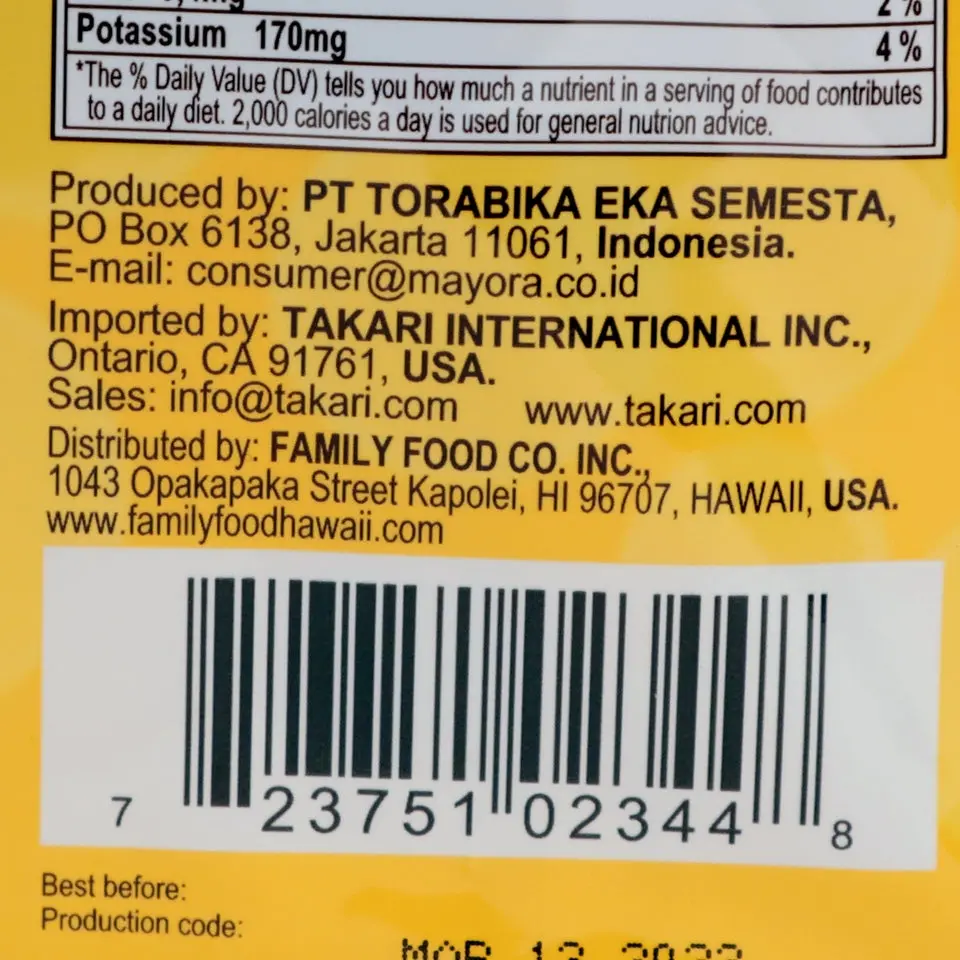 2%
Potassium 170mg 4%
*The % Daily Value (DV) tells you how much a nutrient in a serving of food contributes
to a daily diet. 2,000 calories a day is used for general nutrion advice.
Produced by: PT TORABIKA EKA SEMESTA,
PO Box 6138, Jakarta 11061, Indonesia.
E-mail: consumer@mayora.co.id
Imported by: TAKARI INTERNATIONAL INC.,
Ontario, CA 91761, USA.
Sales: info@takari.com www.takari.com
Distributed by: FAMILY FOOD CO. INC.,
1043 Opakapaka Street Kapolei, HI 96707, HAWAII, USA.
www.familyfoodhawaii.com
7 23751 02344 8
Best before:
Production code: